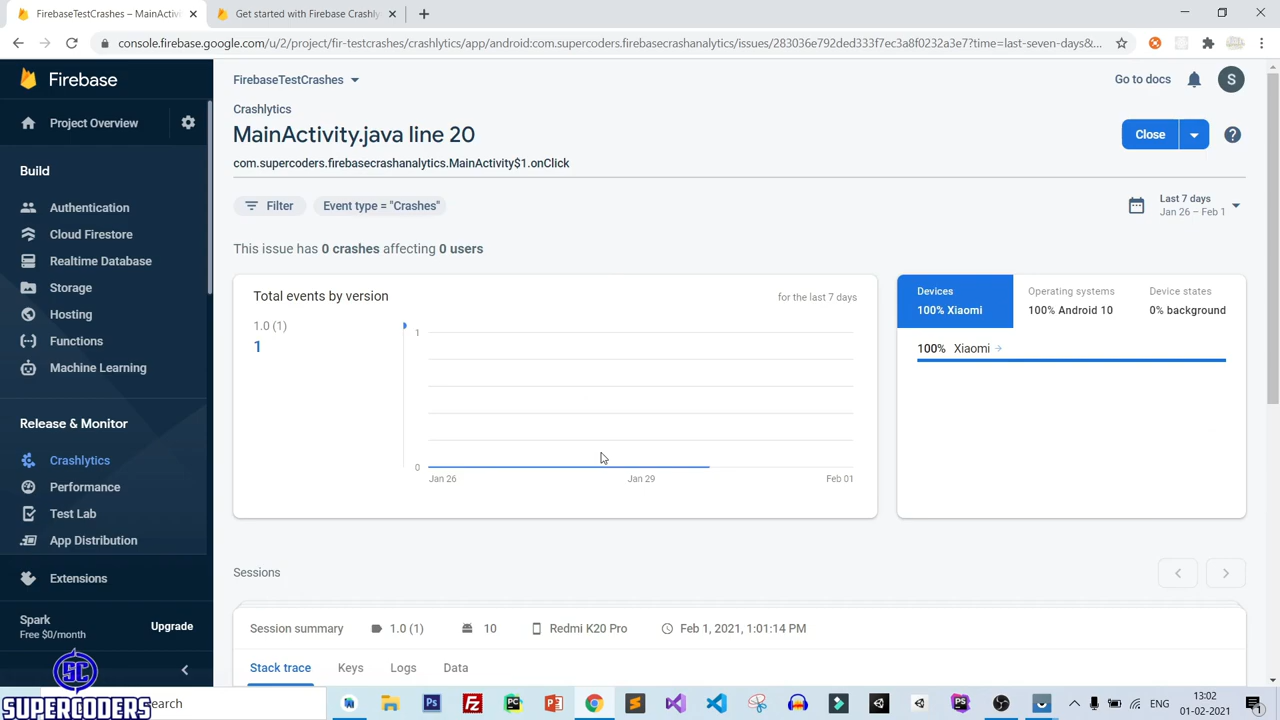 FirebaseTestCrashes – MainActivi
Get started with Firebase Crashly
console.firebase.google.com/u/2/project/fir-testcrashes/crashlytics/app/android:com.supercoders.firebasecrashanalytics/issues/283036e792ded333f7ec3a8f0232a3e7?time=last-seven-days&...
Firebase
FirebaseTestCrashes
Go to docs
S
Project Overview
Crashlytics
MainActivity.java line 20
Close
com.supercoders.firebasecrashanalytics.MainActivity$1.onClick
Build
Authentication
Cloud Firestore
Realtime Database
Storage
Hosting
Functions
Machine Learning
Release & Monitor
Crashlytics
Performance
Test Lab
App Distribution
Extensions
Spark
Free $0/month
Upgrade
Filter
Event type = "Crashes"
Last 7 days
Jan 26 – Feb 1
This issue has 0 crashes affecting 0 users
Total events by version
for the last 7 days
1.0 (1)
1
1
0
Jan 26
Jan 29
Feb 01
Devices
100% Xiaomi
Operating systems
100% Android 10
Device states
0% background
100% Xiaomi
Sessions
Session summary
1.0 (1)
10
Redmi K20 Pro
Feb 1, 2021, 1:01:14 PM
Stack trace
Keys
Logs
Data
SC
SUPERCODERS
earch
ENG
13:02
01-02-2021
1